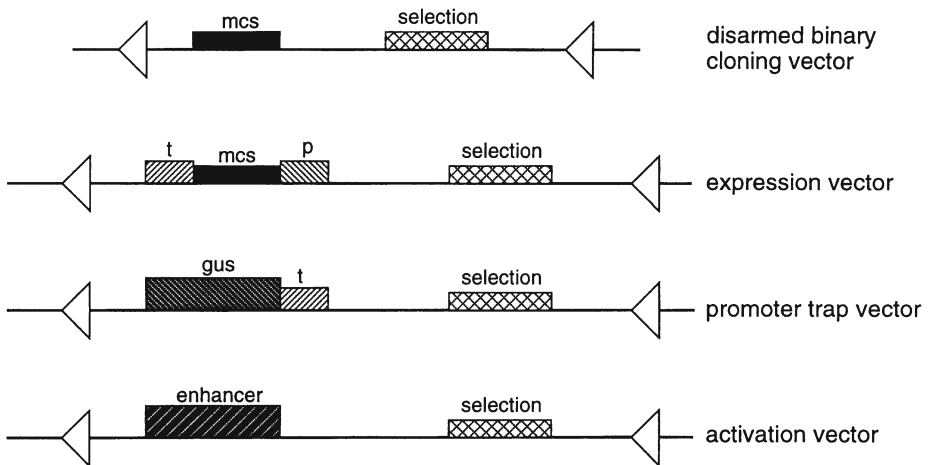 mcs
selection
disarmed binary
cloning vector
t
mcs
p
selection
expression vector
gus
t
selection
promoter trap vector
enhancer
selection
activation vector